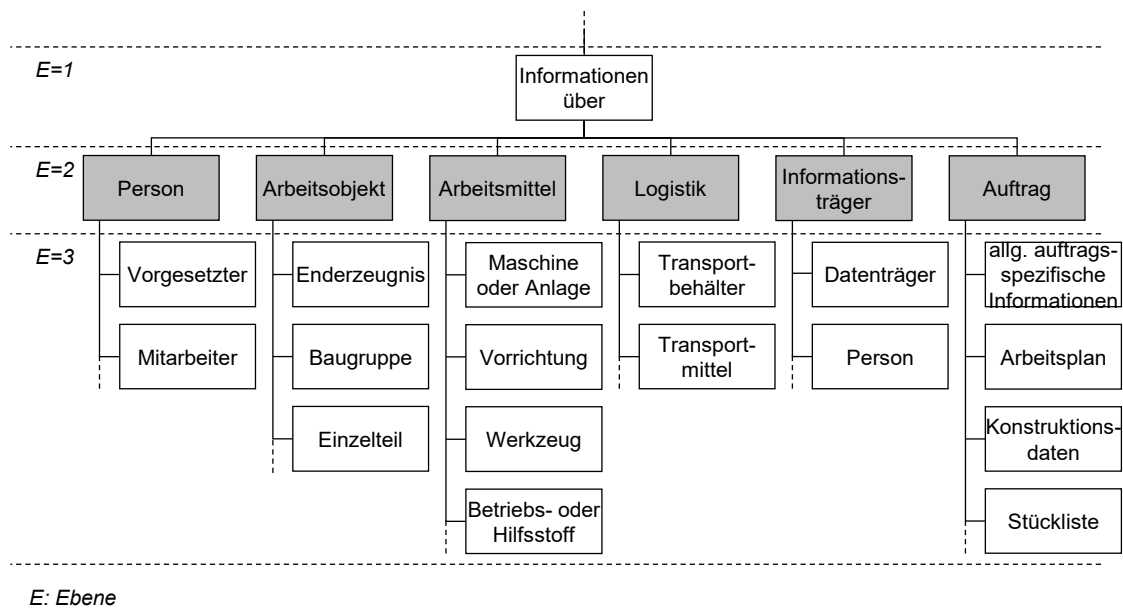 E=1
Informationen
über
E=2
Person
Arbeitsobjekt
Arbeitsmittel
Logistik
Informations-
träger
Auftrag
E=3
Vorgesetzter
Mitarbeiter
Enderzeugnis
Baugruppe
Einzelteil
Maschine
oder Anlage
Vorrichtung
Werkzeug
Betriebs- oder
Hilfsstoff
Transport-
behälter
Transport-
mittel
Datenträger
Person
allg. auftrags-
spezifische
Informationen
Arbeitsplan
Konstruktions-
daten
Stückliste
E: Ebene